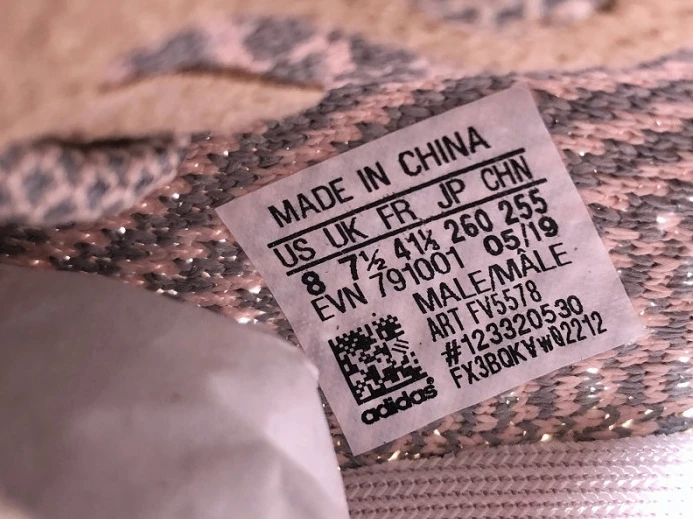 MADE IN CHINA
US UK FR JP CHN
8 7½ 41⅓ 260 255
EVN 791001 05/19
MALE/MÂLE
ART FV5578
#123320530
FX3BQKVw02212
adidas®